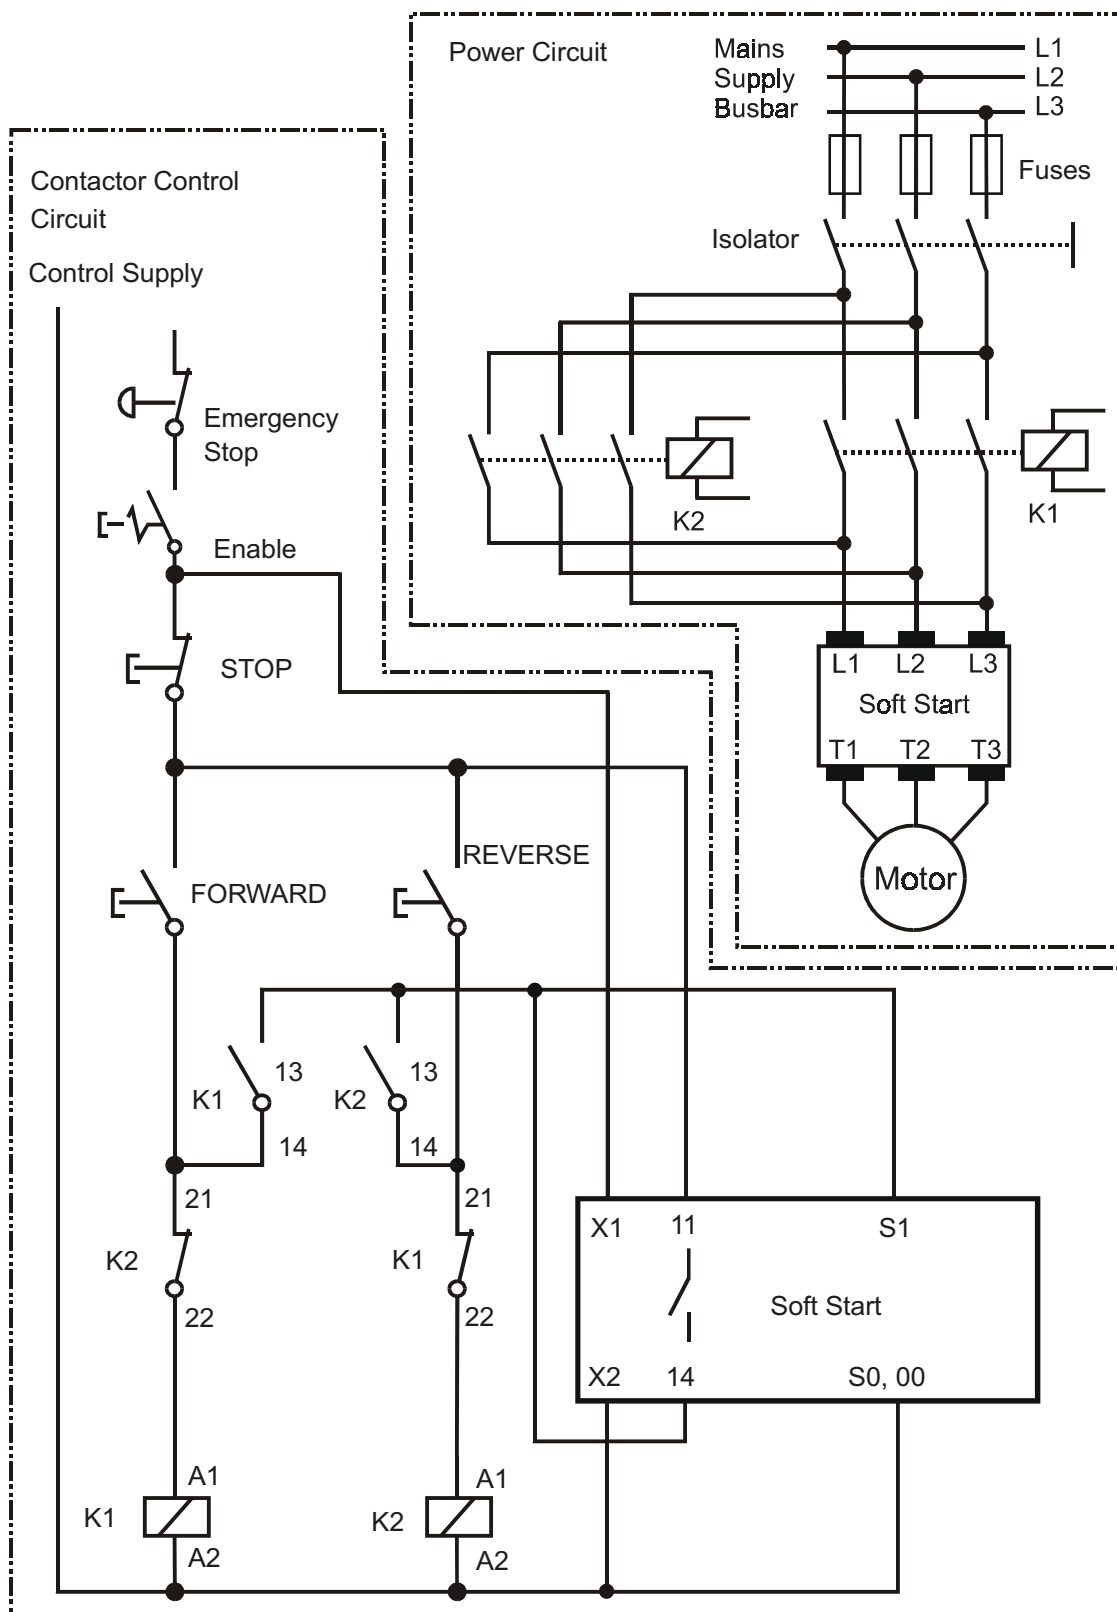 Power Circuit
Mains
Supply
Busbar
L1
L2
L3
Fuses
Isolator
K2
K1
L1 L2 L3
Soft Start
T1 T2 T3
Motor
Contactor Control
Circuit
Control Supply
Emergency
Stop
Enable
STOP
REVERSE
FORWARD
K1
13
14
K2
13
14
21
K2
22
21
K1
22
X1 11 S1
Soft Start
X2 14 S0, 00
A1
K1
A2
A1
K2
A2